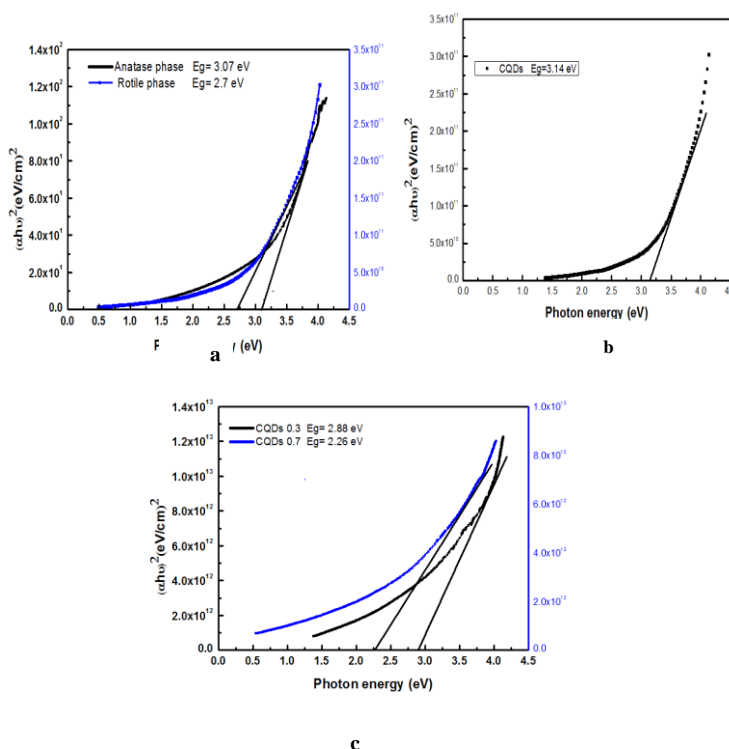 1.4x10²
1.2x10²
1.0x10²
8.0x10¹
6.0x10¹
4.0x10¹
2.0x10¹
0.0
(αhυ)²(eV/cm)²
Anatase phase Eg= 3.07 eV
Rotile phase Eg= 2.7 eV
3.5x10¹¹
3.0x10¹¹
2.5x10¹¹
2.0x10¹¹
1.5x10¹¹
1.0x10¹¹
5.0x10¹⁰
0.0
0.0 0.5 1.0 1.5 2.0 2.5 3.0 3.5 4.0 4.5
(eV)
a
3.5x10¹¹
3.0x10¹¹
2.5x10¹¹
2.0x10¹¹
1.5x10¹¹
1.0x10¹¹
5.0x10¹⁰
0.0
(αhυ)²(eV/cm)²
CQDs Eg=3.14 eV
0.0 0.5 1.0 1.5 2.0 2.5 3.0 3.5 4.0 4.5
Photon energy (eV)
b
1.4x10¹³
1.2x10¹³
1.0x10¹³
8.0x10¹²
6.0x10¹²
4.0x10¹²
2.0x10¹²
0.0
(αhυ)²(eV/cm)²
CQDs 0.3 Eg= 2.88 eV
CQDs 0.7 Eg= 2.26 eV
1.0x10¹³
8.0x10¹²
6.0x10¹²
4.0x10¹²
2.0x10¹²
0.0
0.0 0.5 1.0 1.5 2.0 2.5 3.0 3.5 4.0 4.5
Photon energy (eV)
c